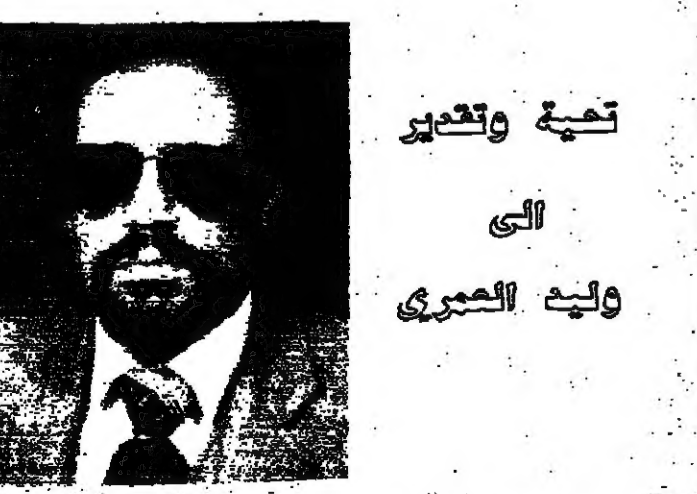 تحية وتقدير
الى
وليد العمري